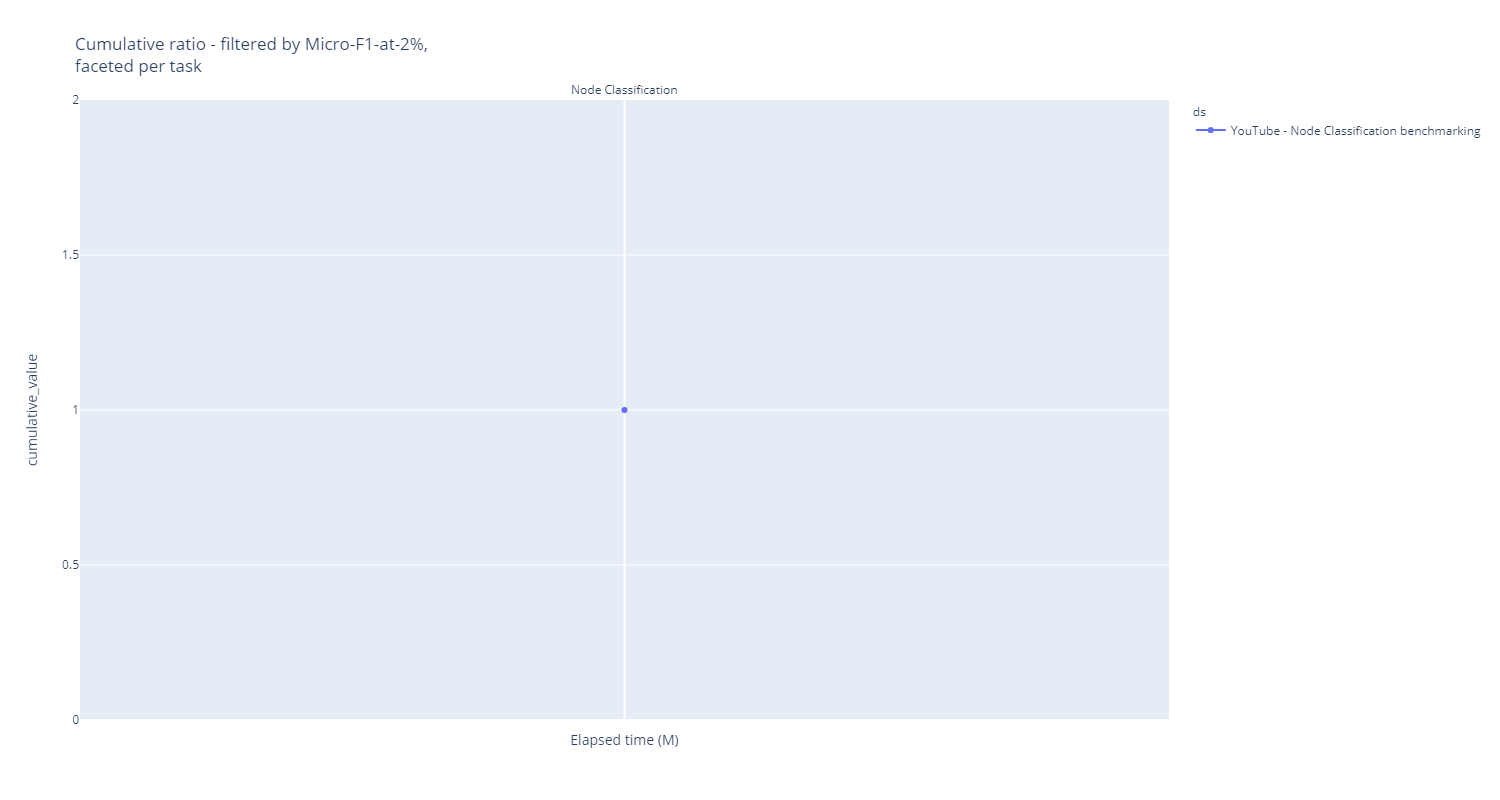 Cumulative ratio - filtered by Micro-F1-at-2%,
faceted per task
Node Classification
2
1.5
1
0.5
0
cumulative_value
Elapsed time (M)
ds
YouTube - Node Classification benchmarking